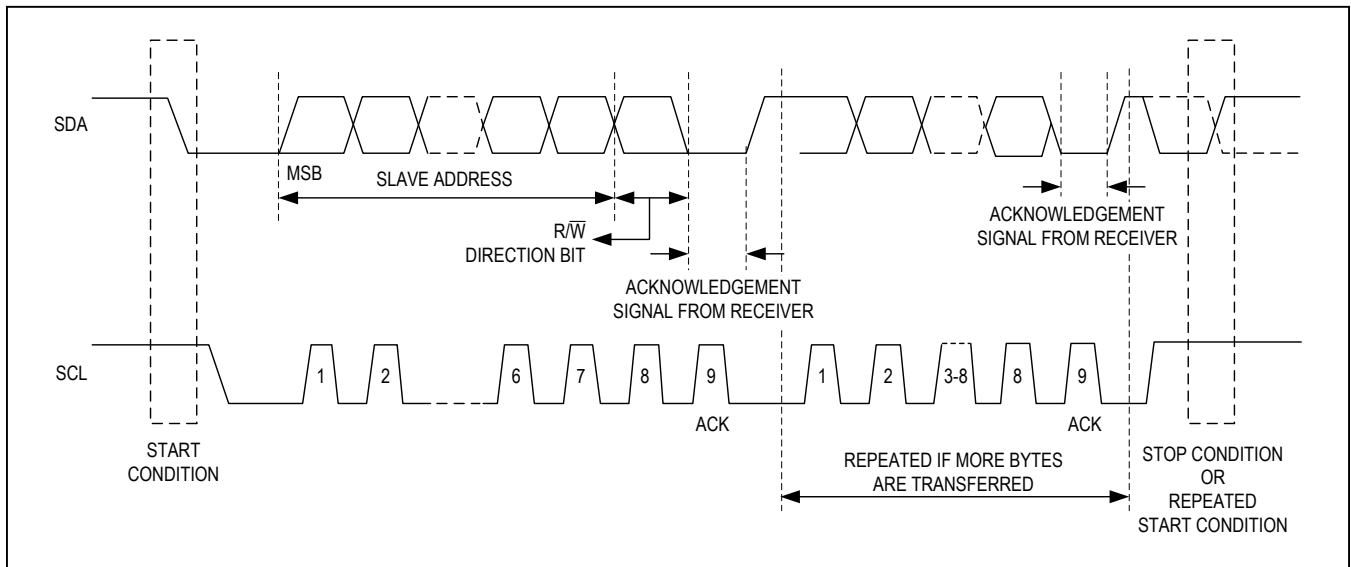 SDA
MSB
SLAVE ADDRESS
R/W̅
DIRECTION BIT
ACKNOWLEDGEMENT
SIGNAL FROM RECEIVER
ACKNOWLEDGEMENT
SIGNAL FROM RECEIVER
SCL
1 2 6 7 8 9 1 2 3-8 8 9
ACK ACK
START
CONDITION
REPEATED IF MORE BYTES
ARE TRANSFERRED
STOP CONDITION
OR
REPEATED
START CONDITION